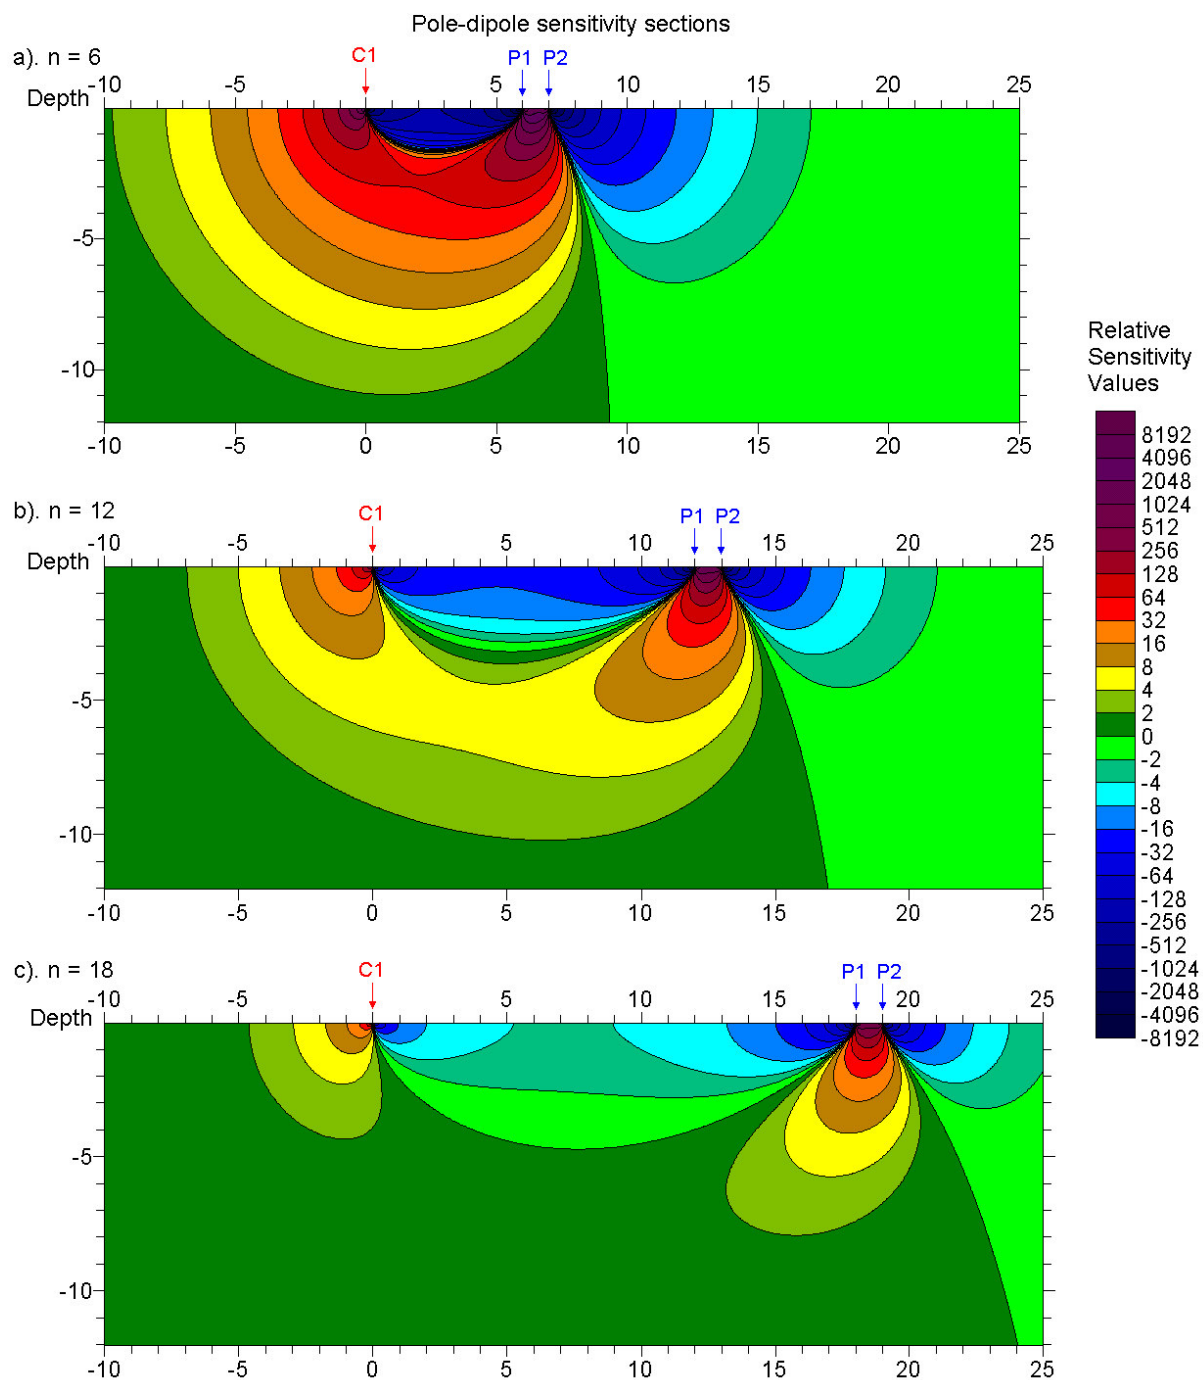 Pole-dipole sensitivity sections
a). n = 6
C1 P1 P2
-10 -5 0 5 10 15 20 25
Depth
-5
-10
-10 -5 0 5 10 15 20 25
Relative
Sensitivity
Values
8192
4096
2048
1024
512
256
128
64
32
16
8
4
2
0
-2
-4
-8
-16
-32
-64
-128
-256
-512
-1024
-2048
-4096
-8192
b). n = 12
C1 P1 P2
-10 -5 0 5 10 15 20 25
Depth
-5
-10
-10 -5 0 5 10 15 20 25
c). n = 18
C1 P1 P2
-10 -5 0 5 10 15 20 25
Depth
-5
-10
-10 -5 0 5 10 15 20 25